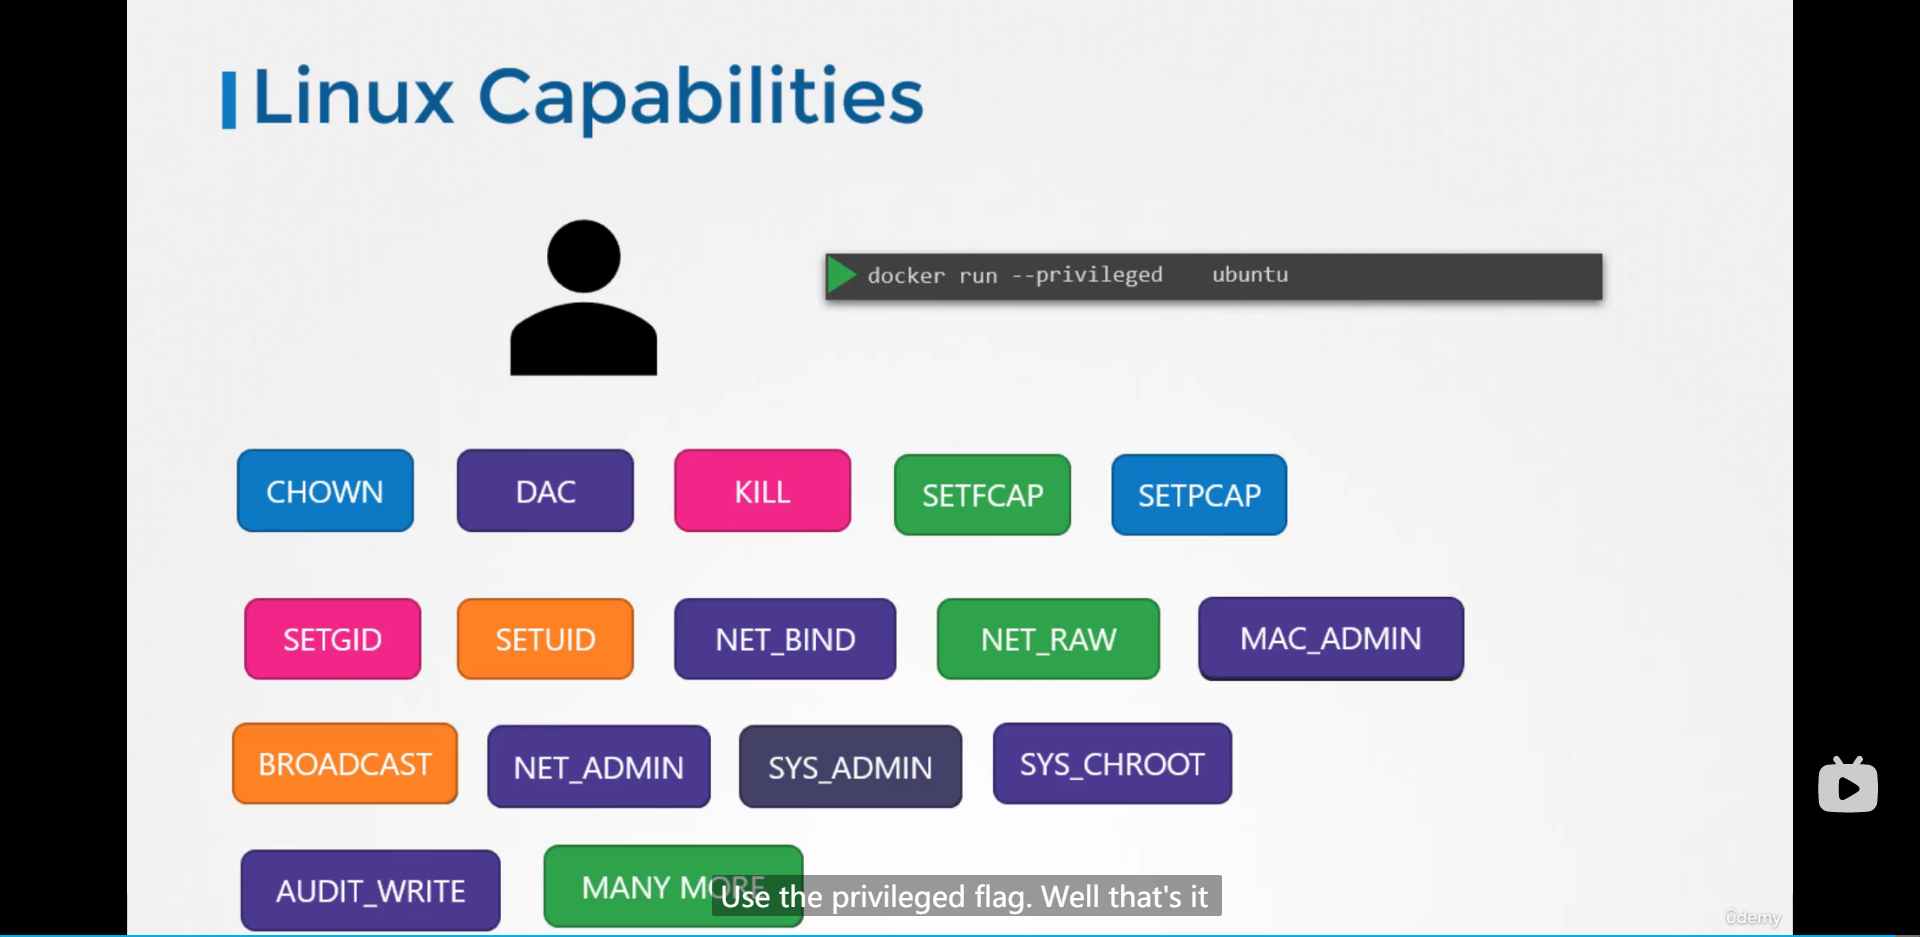 Linux Capabilities
docker run --privileged ubuntu
CHOWN DAC KILL SETFCAP SETPCAP
SETGID SETUID NET_BIND NET_RAW MAC_ADMIN
BROADCAST NET_ADMIN SYS_ADMIN SYS_CHROOT
AUDIT_WRITE MANY MORE
Use the privileged flag. Well that's it
ûdemy